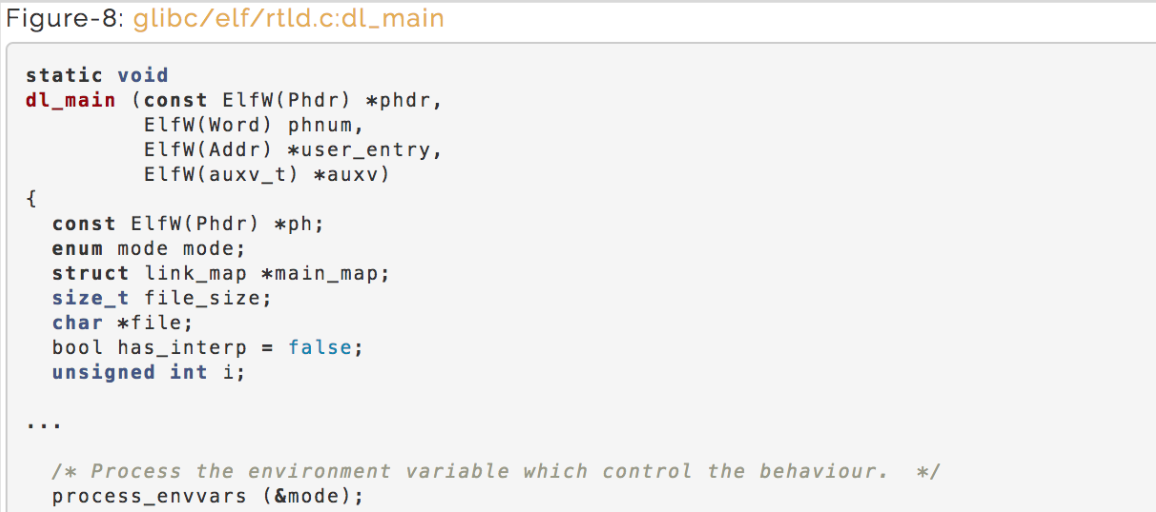 Figure-8: glibc/elf/rtld.c:dl_main
static void
dl_main (const ElfW(Phdr) *phdr,
         ElfW(Word) phnum,
         ElfW(Addr) *user_entry,
         ElfW(auxv_t) *auxv)
{
  const ElfW(Phdr) *ph;
  enum mode mode;
  struct link_map *main_map;
  size_t file_size;
  char *file;
  bool has_interp = false;
  unsigned int i;
...
  /* Process the environment variable which control the behaviour.  */
  process_envvars (&mode);